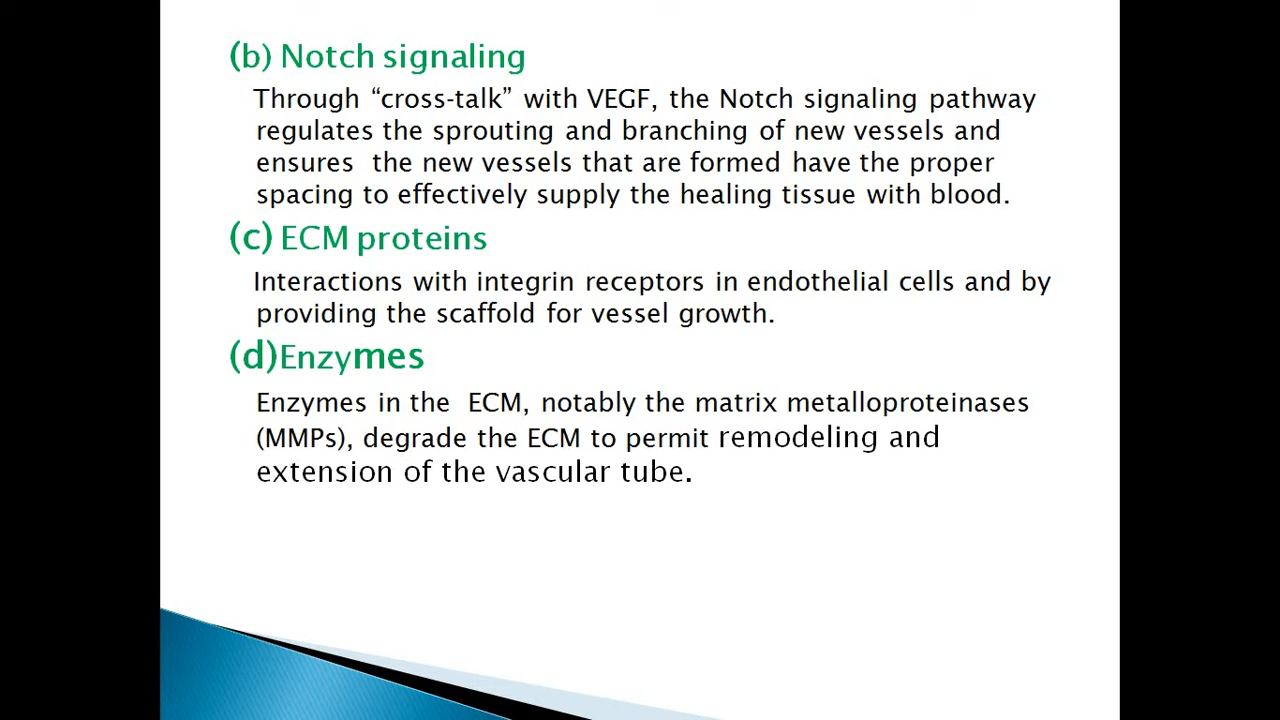 (b) Notch signaling
Through “cross-talk” with VEGF, the Notch signaling pathway
regulates the sprouting and branching of new vessels and
ensures  the new vessels that are formed have the proper
spacing to effectively supply the healing tissue with blood.
(c) ECM proteins
Interactions with integrin receptors in endothelial cells and by
providing the scaffold for vessel growth.
(d)Enzymes
Enzymes in the  ECM, notably the matrix metalloproteinases
(MMPs), degrade the ECM to permit remodeling and
extension of the vascular tube.